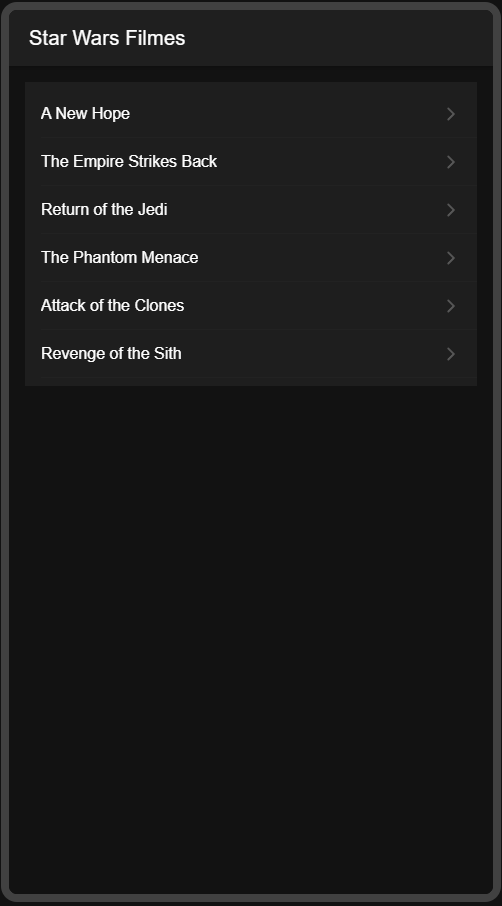 Star Wars Filmes
A New Hope
The Empire Strikes Back
Return of the Jedi
The Phantom Menace
Attack of the Clones
Revenge of the Sith